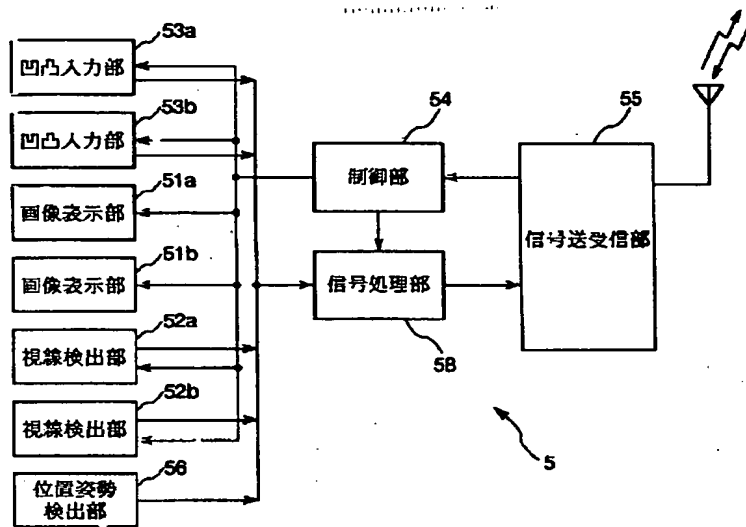 53a
凹凸入力部
53b
凹凸入力部
51a
画像表示部
51b
画像表示部
52a
視線検出部
52b
視線検出部
56
位置姿勢
検出部
54
制御部
信号処理部
58
55
信号送受信部
5